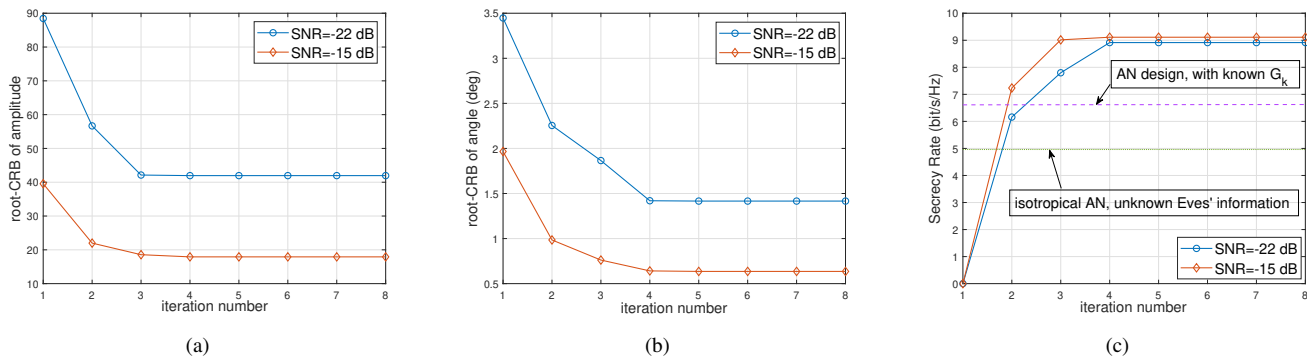 90
80
70
60
50
40
30
20
10
1 2 3 4 5 6 7 8
root-CRB of amplitude
iteration number
SNR=-22 dB
SNR=-15 dB
(a)
3.5
3
2.5
2
1.5
1
0.5
1 2 3 4 5 6 7 8
root-CRB of angle (deg)
iteration number
SNR=-22 dB
SNR=-15 dB
(b)
10
9
8
7
6
5
4
3
2
1
0
1 2 3 4 5 6 7 8
Secrecy Rate (bit/s/Hz)
iteration number
AN design, with known G_k
isotropical AN, unknown Eves' information
SNR=-22 dB
SNR=-15 dB
(c)